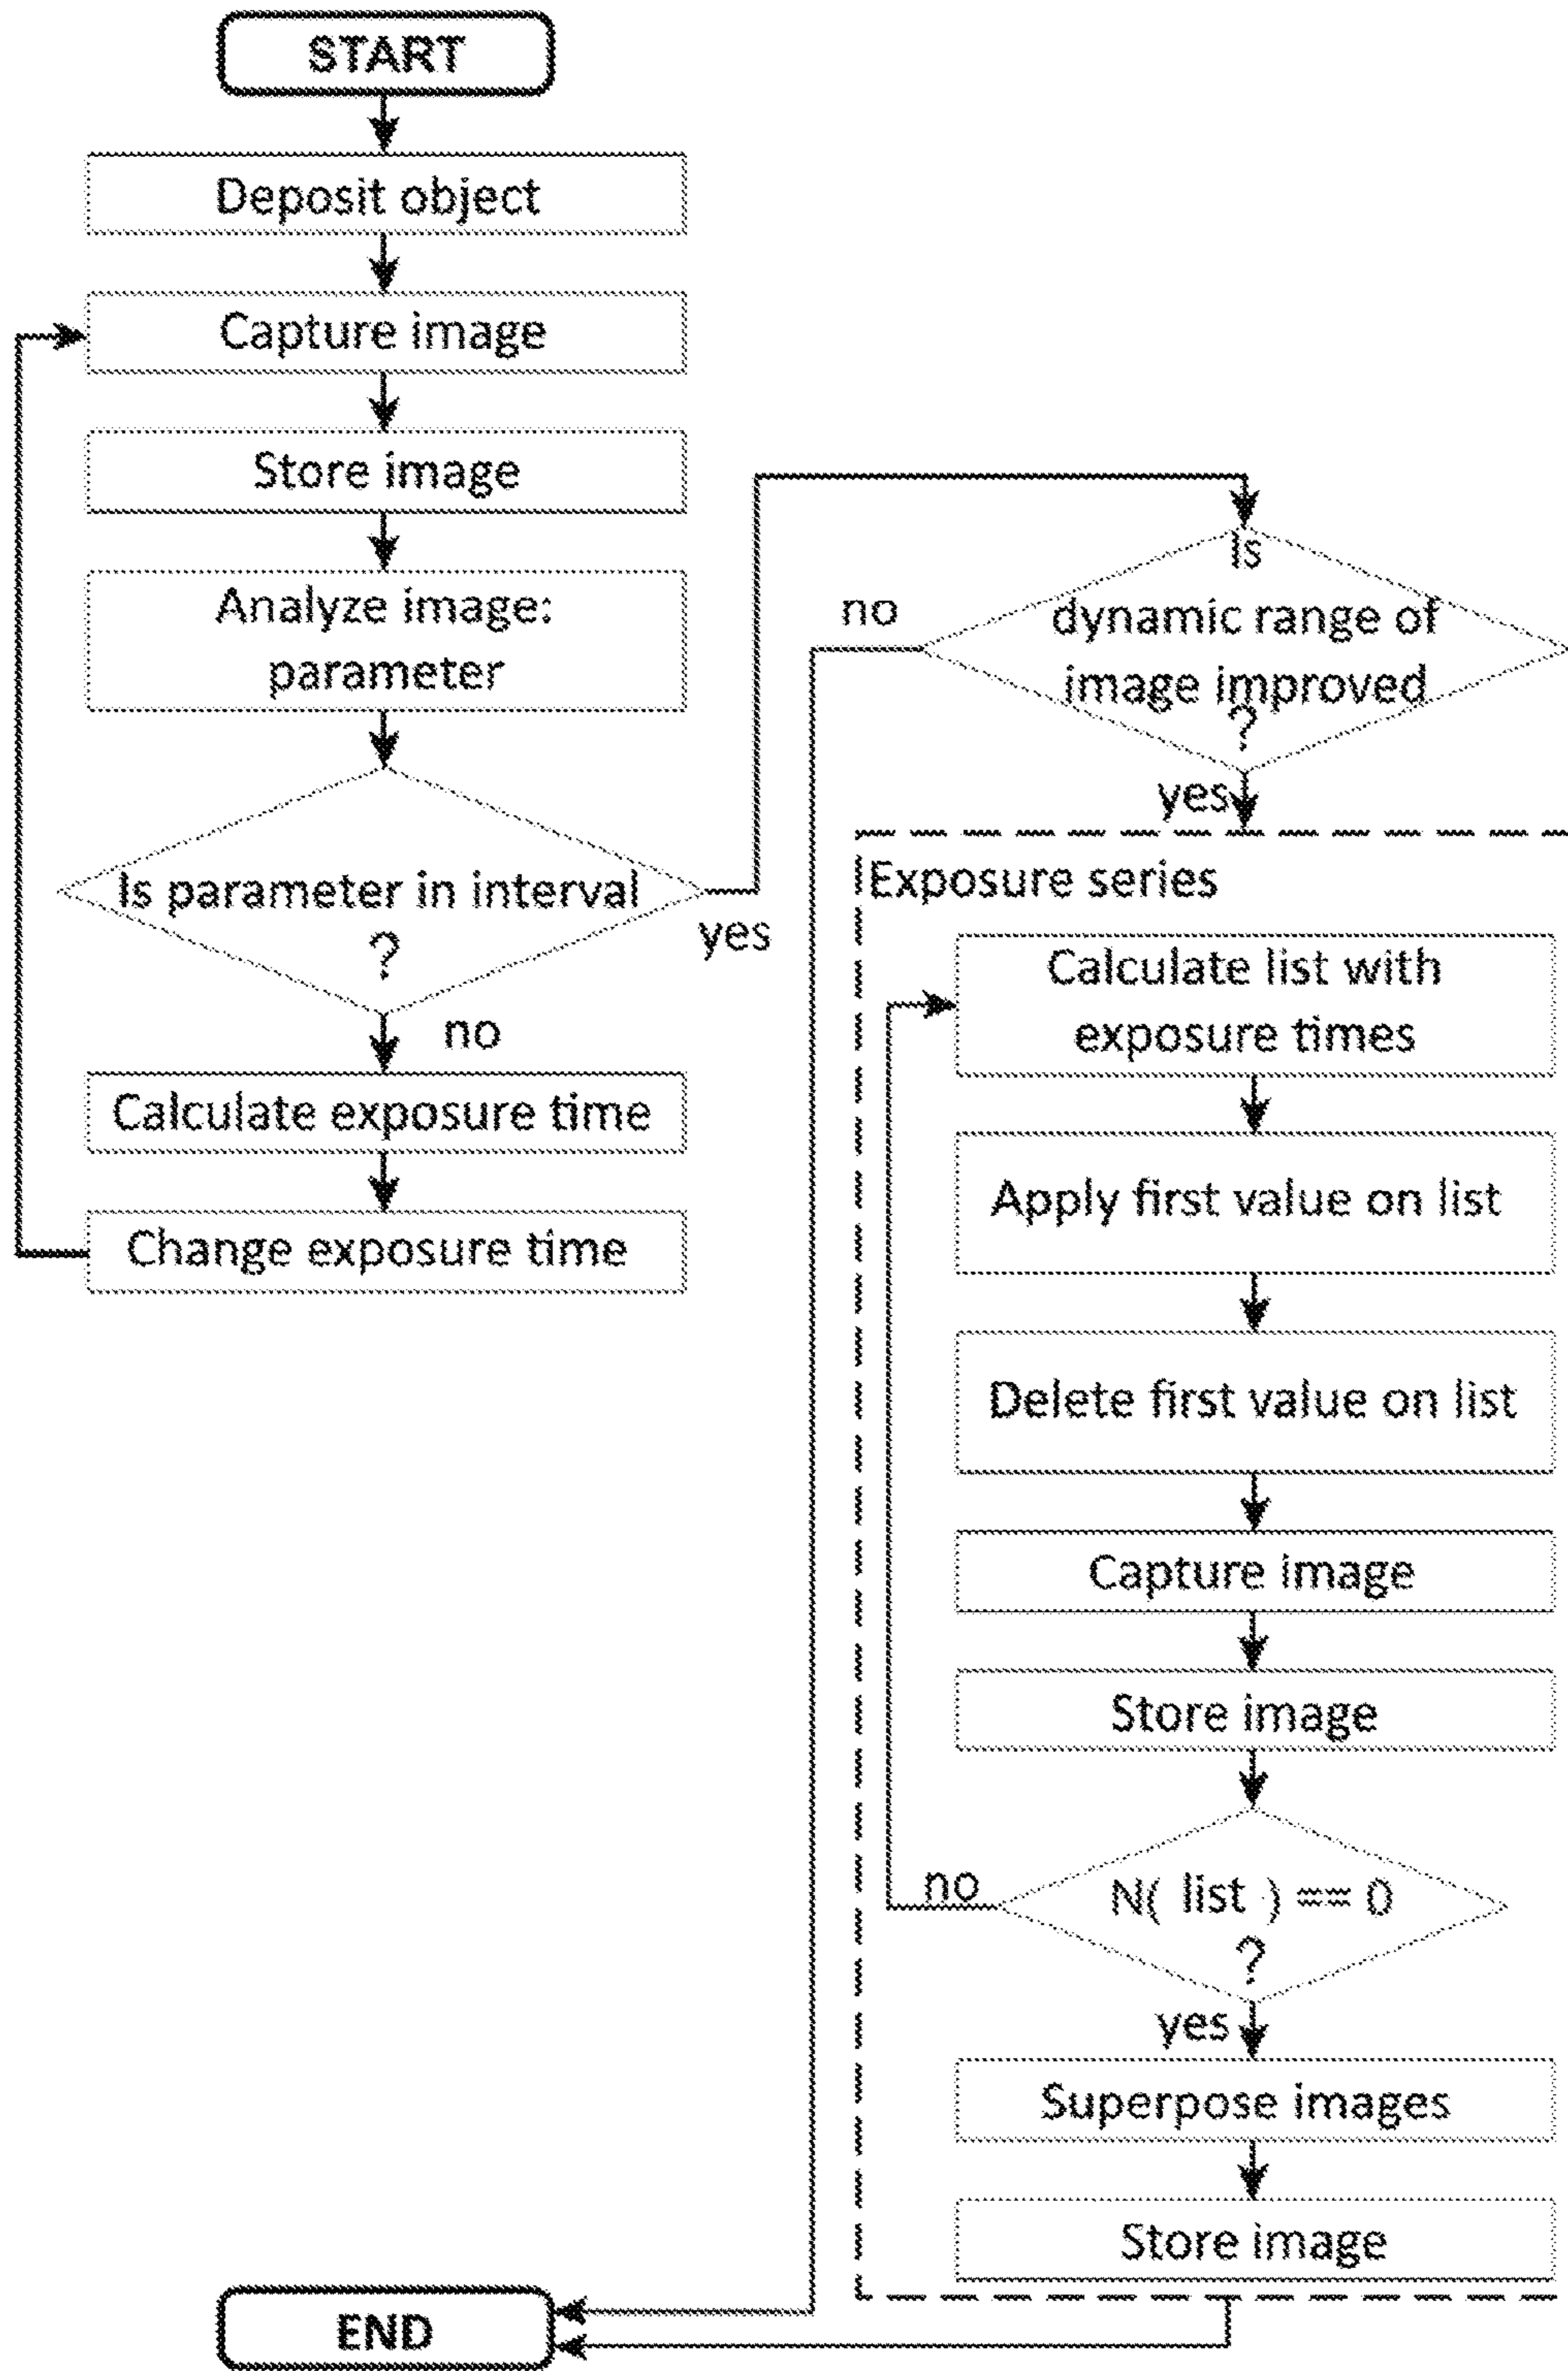 START
Deposit object
Capture image
Store image
Analyze image:
parameter
Is parameter in interval
?
yes
no
Calculate exposure time
Change exposure time
Is
dynamic range of
image improved
?
no
yes
Exposure series
Calculate list with
exposure times
Apply first value on list
Delete first value on list
Capture image
Store image
N( list ) == 0
?
no
yes
Superpose images
Store image
END